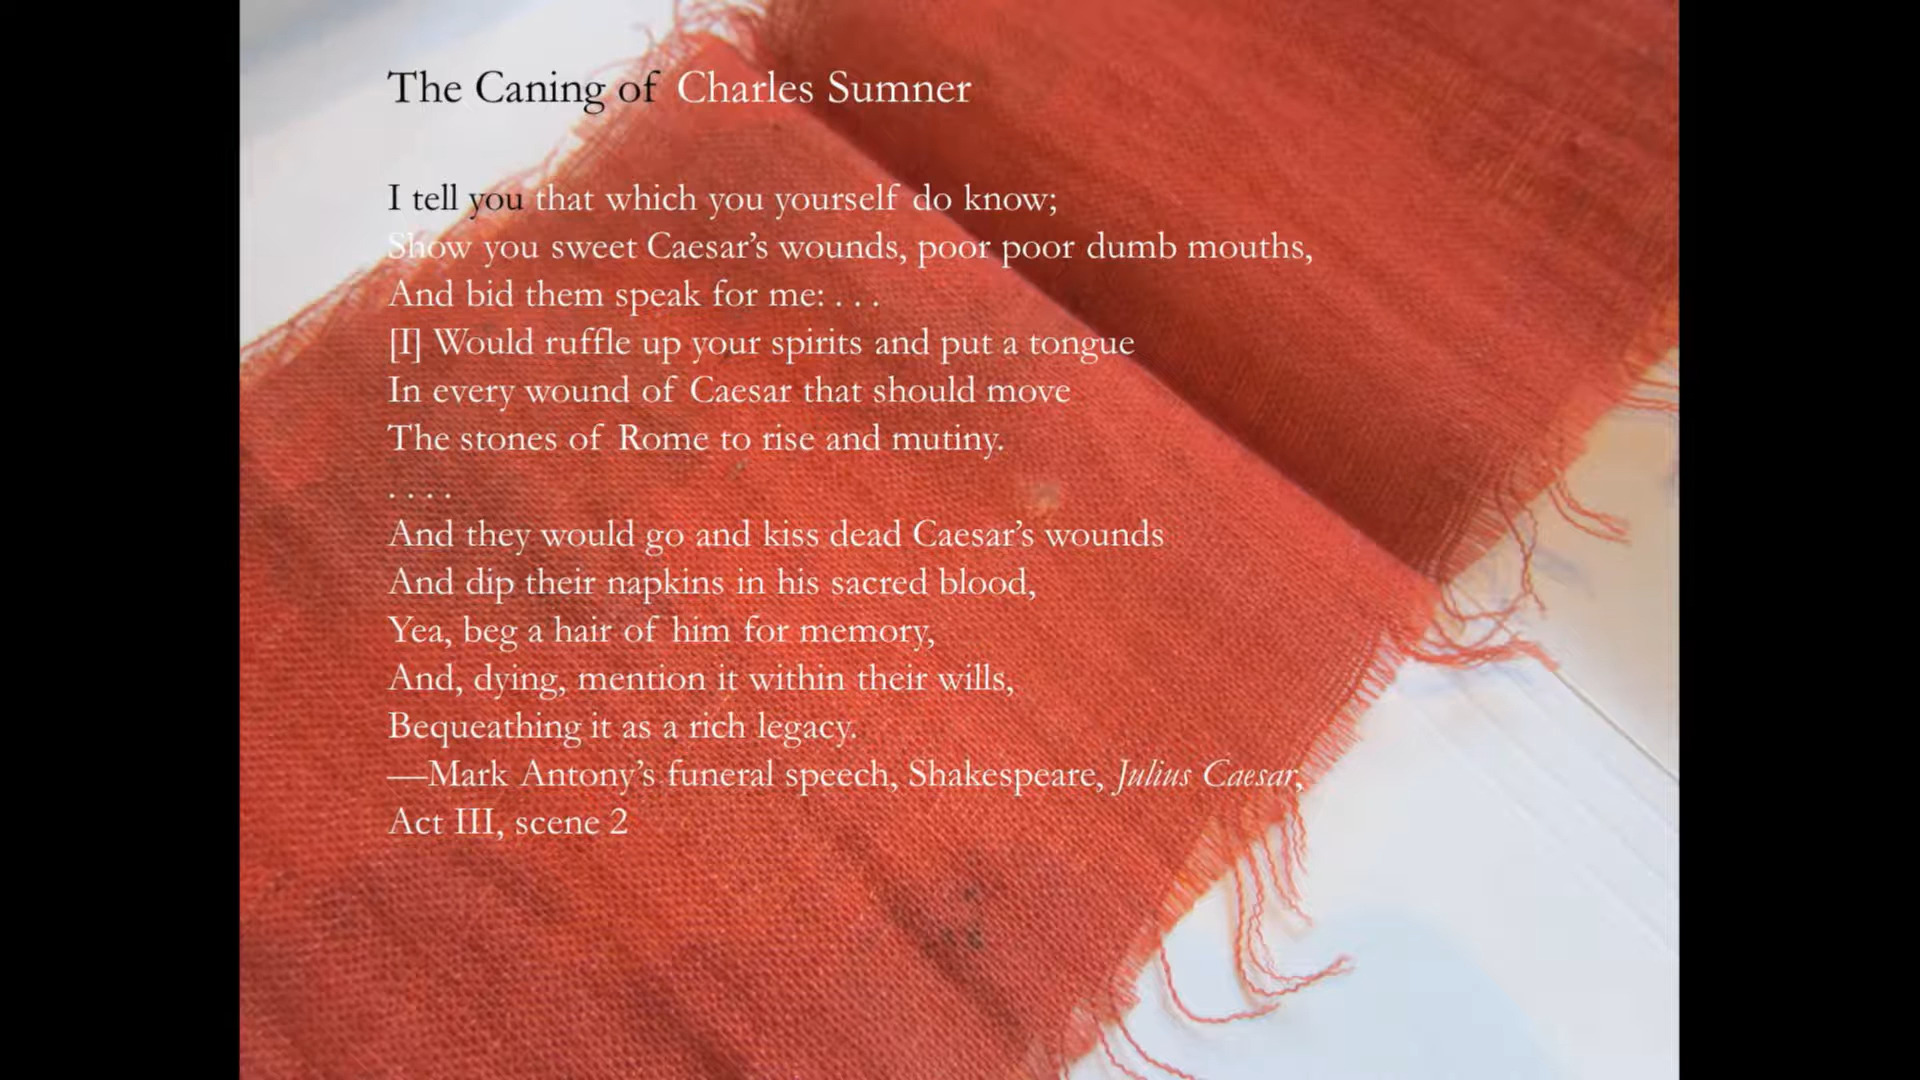 The Caning of Charles Sumner
I tell you that which you yourself do know;
Show you sweet Caesar’s wounds, poor poor dumb mouths,
And bid them speak for me: . . .
[I] Would ruffle up your spirits and put a tongue
In every wound of Caesar that should move
The stones of Rome to rise and mutiny.
. . . .
And they would go and kiss dead Caesar’s wounds
And dip their napkins in his sacred blood,
Yea, beg a hair of him for memory,
And, dying, mention it within their wills,
Bequeathing it as a rich legacy.
—Mark Antony’s funeral speech, Shakespeare, Julius Caesar,
Act III, scene 2